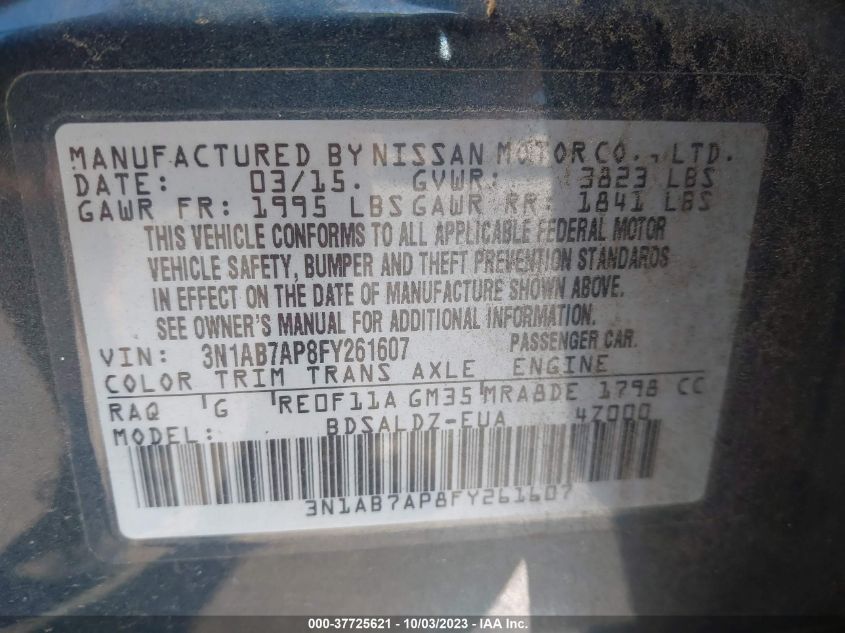 MANUFACTURED BY NISSAN MOTOR CO., LTD.
DATE: 03/15. GVWR: 3823 LBS
GAWR FR: 1995 LBS GAWR RR: 1841 LBS
THIS VEHICLE CONFORMS TO ALL APPLICABLE FEDERAL MOTOR
VEHICLE SAFETY, BUMPER AND THEFT PREVENTION STANDARDS
IN EFFECT ON THE DATE OF MANUFACTURE SHOWN ABOVE.
SEE OWNER'S MANUAL FOR ADDITIONAL INFORMATION.
VIN: 3N1AB7AP8FY261607 PASSENGER CAR.
COLOR TRIM TRANS AXLE ENGINE
RAQ G RE0F11A GM35 MRA8DE 1798 CC
MODEL: BDSALDZ-EUA 47000
3N1AB7AP8FY261607
000-37725621 - 10/03/2023 - IAA Inc.